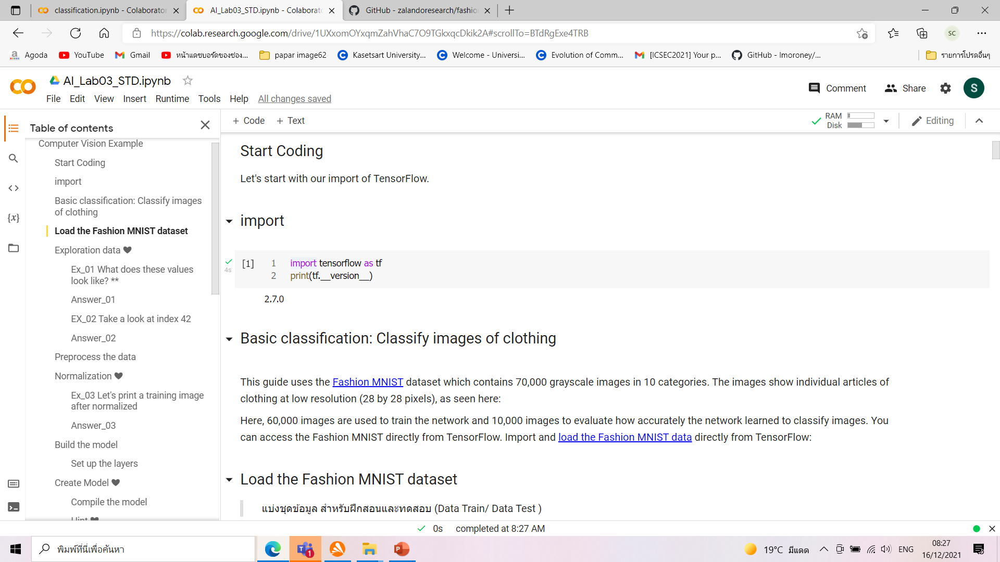 classification.ipynb - Colaborator
AI_Lab03_STD.ipynb - Colaborato
GitHub - zalandoresearch/fashio
https://colab.research.google.com/drive/1UXxomOYxqmZahVhaC7O9TGkxqcDkik2A#scrollTo=BTdRgExe4TRB
SC
Agoda
YouTube
Gmail
หน้าแดชบอร์ดของช่อง...
papar image62
Kasetsart University...
Welcome - Universi...
Evolution of Comm...
[ICSEC2021] Your p...
GitHub - lmoroney/...
รายการโปรดอื่นๆ
AI_Lab03_STD.ipynb
Comment
Share
S
File Edit View Insert Runtime Tools Help All changes saved
Table of contents
+ Code + Text
RAM
Disk
Editing
Computer Vision Example
Start Coding
import
Basic classification: Classify images
of clothing
Load the Fashion MNIST dataset
Exploration data ♥
Ex_01 What does these values
look like? **
Answer_01
EX_02 Take a look at index 42
Answer_02
Preprocess the data
Normalization ♥
Ex_03 Let's print a training image
after normalized
Answer_03
Build the model
Set up the layers
Create Model ♥
Compile the model
Hint ♥
Start Coding
Let's start with our import of TensorFlow.
import
[1] 1 import tensorflow as tf
4s 2 print(tf.__version__)
2.7.0
Basic classification: Classify images of clothing
This guide uses the Fashion MNIST dataset which contains 70,000 grayscale images in 10 categories. The images show individual articles of
clothing at low resolution (28 by 28 pixels), as seen here:
Here, 60,000 images are used to train the network and 10,000 images to evaluate how accurately the network learned to classify images. You
can access the Fashion MNIST directly from TensorFlow. Import and load the Fashion MNIST data directly from TensorFlow:
Load the Fashion MNIST dataset
แบ่งชุดข้อมูล สำหรับฝึกสอนและทดสอบ (Data Train/ Data Test )
0s completed at 8:27 AM
พิมพ์ที่นี่เพื่อค้นหา
1
19°C มีแดด
ENG
08:27
16/12/2021